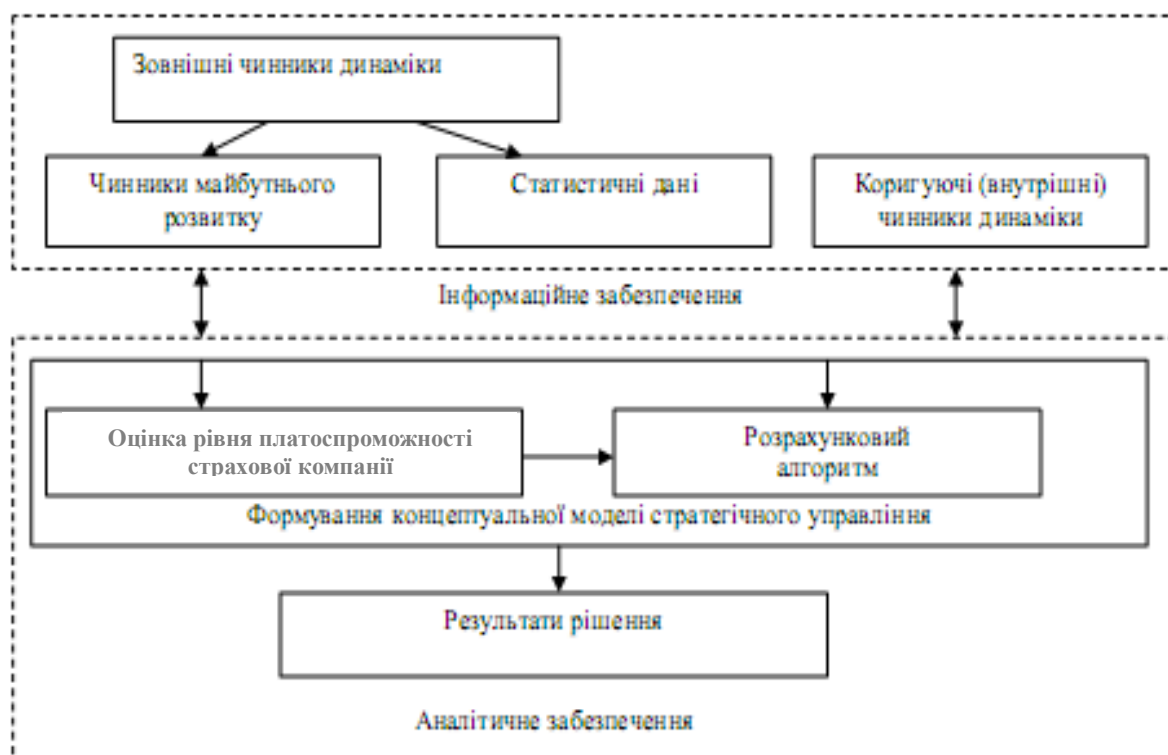 Зовнішні чинники динаміки
Чинники майбутнього
розвитку
Статистичні дані
Коригуючі (внутрішні)
чинники динаміки
Інформаційне забезпечення
Оцінка рівня платоспроможності
страхової компанії
Розрахунковий
алгоритм
Формування концептуальної моделі стратегічного управління
Результати рішення
Аналітичне забезпечення